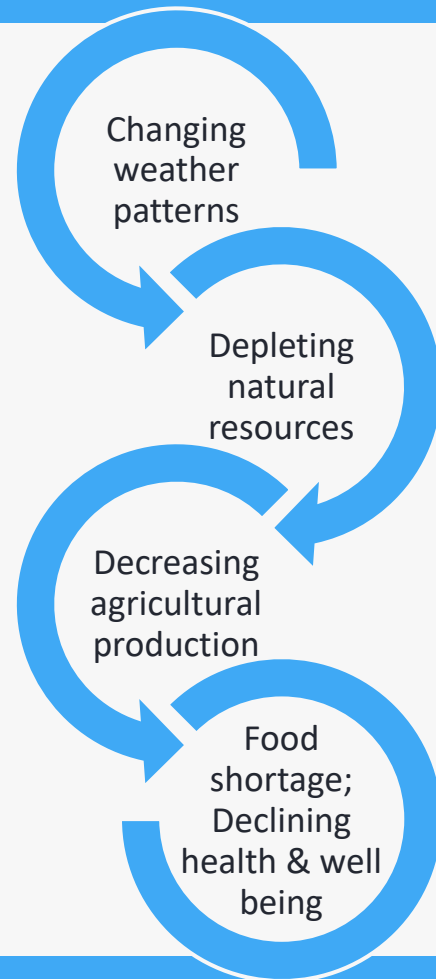 Changing
weather
patterns
Depleting
natural
resources
Decreasing
agricultural
production
Food
shortage;
Declining
health & well
being